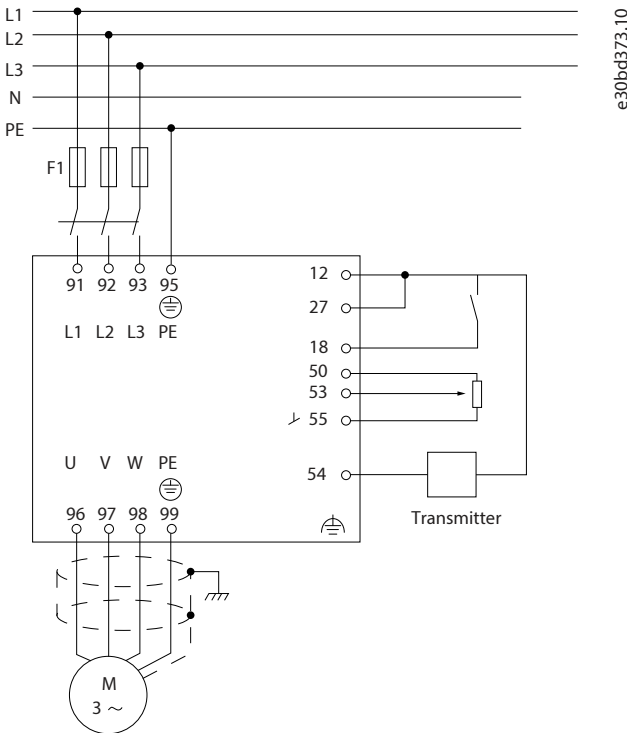 L1
L2
L3
N
PE
e30bd373.10
F1
91 92 93 95
L1 L2 L3 PE
12
27
18
50
53
55
54
Transmitter
U V W PE
96 97 98 99
M
3 ~